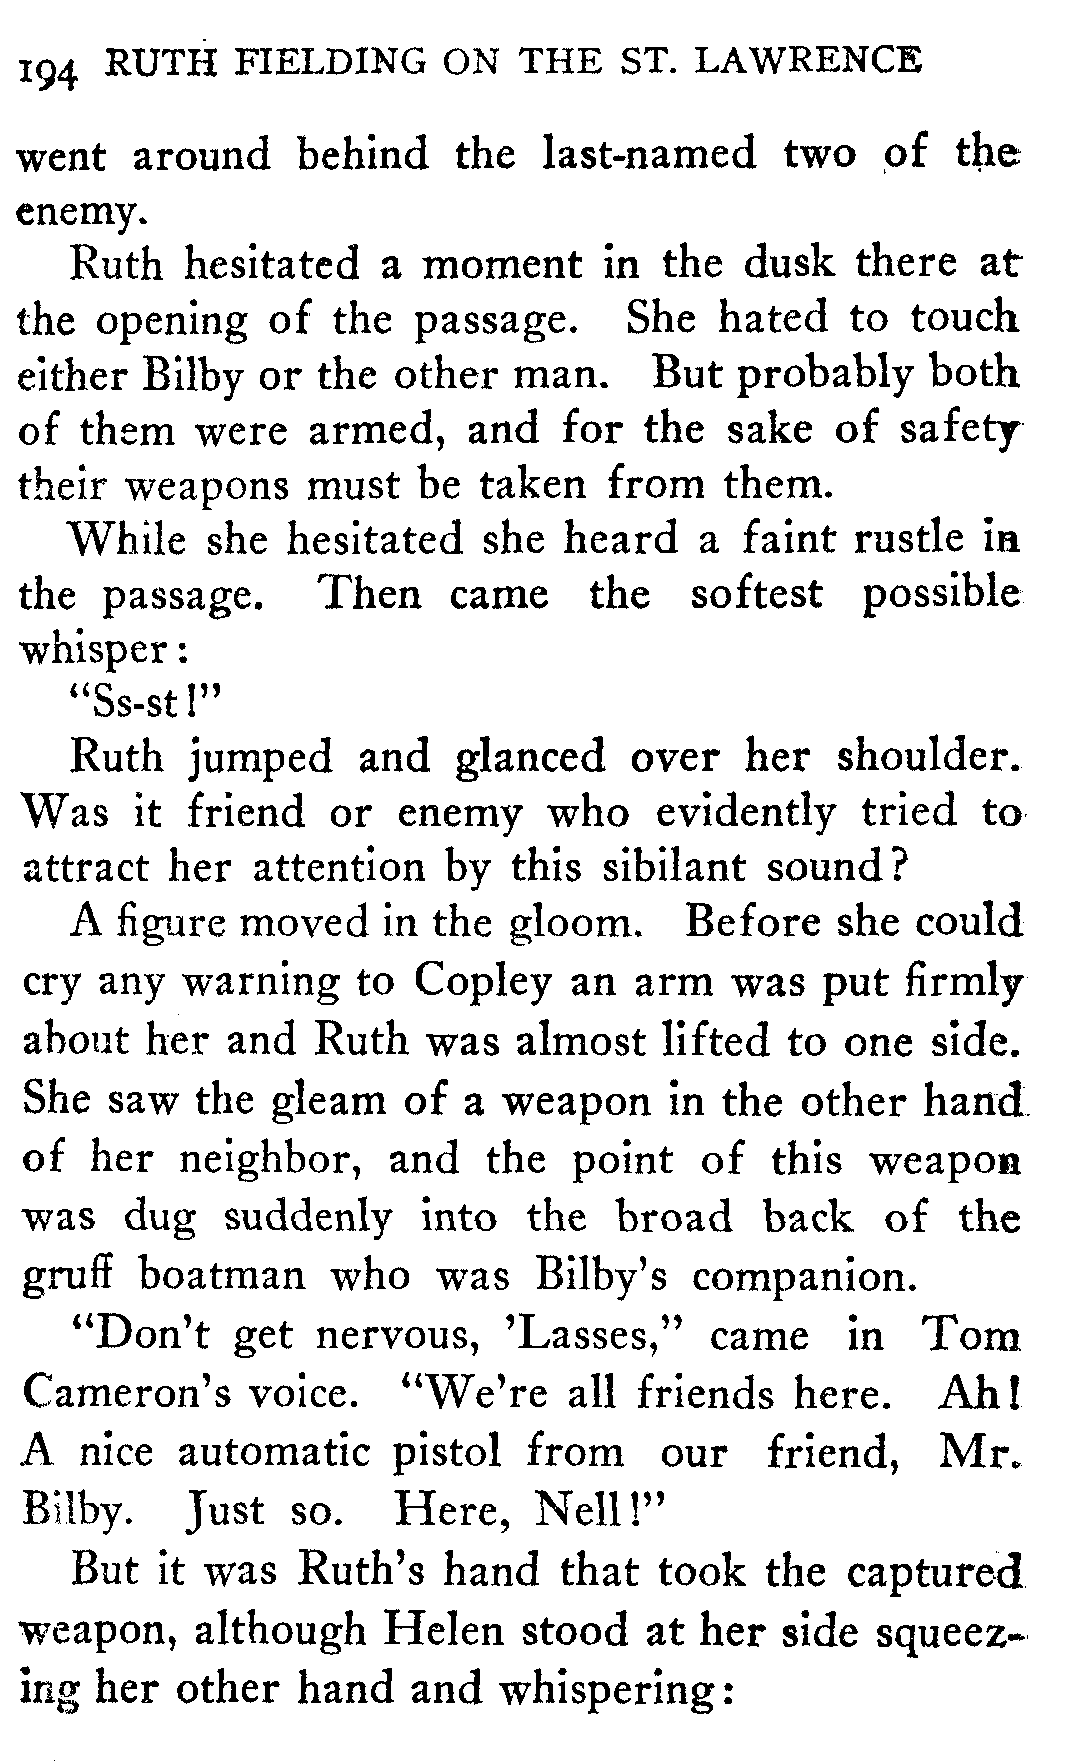 194 RUTH FIELDING ON THE ST. LAWRENCE
went around behind the last-named two of the
enemy.
Ruth hesitated a moment in the dusk there at
the opening of the passage. She hated to touch
either Bilby or the other man. But probably both
of them were armed, and for the sake of safety
their weapons must be taken from them.
While she hesitated she heard a faint rustle in
the passage. Then came the softest possible
whisper:
"Ss-st!"
Ruth jumped and glanced over her shoulder.
Was it friend or enemy who evidently tried to
attract her attention by this sibilant sound?
A figure moved in the gloom. Before she could
cry any warning to Copley an arm was put firmly
about her and Ruth was almost lifted to one side.
She saw the gleam of a weapon in the other hand
of her neighbor, and the point of this weapon
was dug suddenly into the broad back of the
gruff boatman who was Bilby's companion.
"Don't get nervous, 'Lasses," came in Tom
Cameron's voice. "We're all friends here. Ah!
A nice automatic pistol from our friend, Mr.
Bilby. Just so. Here, Nell!"
But it was Ruth's hand that took the captured
weapon, although Helen stood at her side squeez-
ing her other hand and whispering: